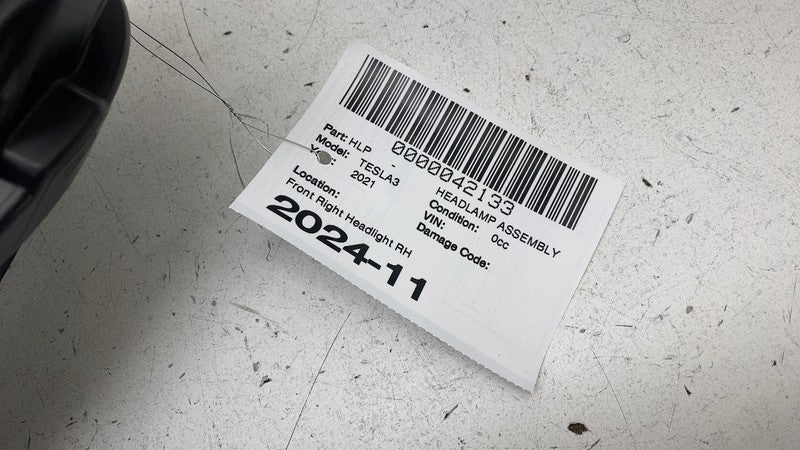 0000042133
Part: HLP - HEADLAMP ASSEMBLY
Model: TESLA3 Condition: 0cc
2021 VIN:
Damage Code:
Location:
Front Right Headlight RH
2024-11